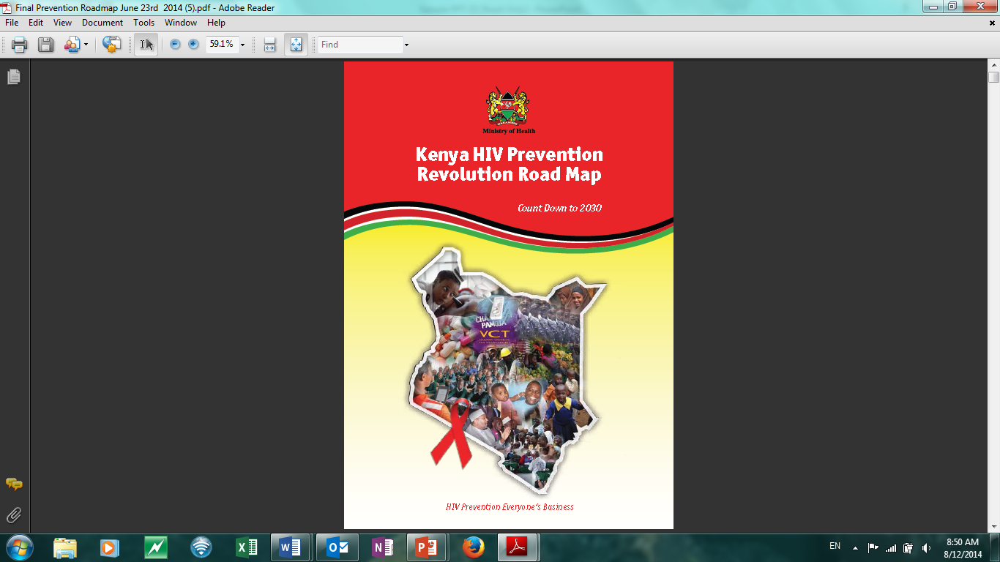 Final Prevention Roadmap June 23rd  2014 (5).pdf - Adobe Reader
File Edit View Document Tools Window Help
59.1% Find
Ministry of Health
Kenya HIV Prevention
Revolution Road Map
Count Down to 2030
PAMOJA
VCT
HIV Prevention Everyone's Business
EN
8:50 AM
8/12/2014